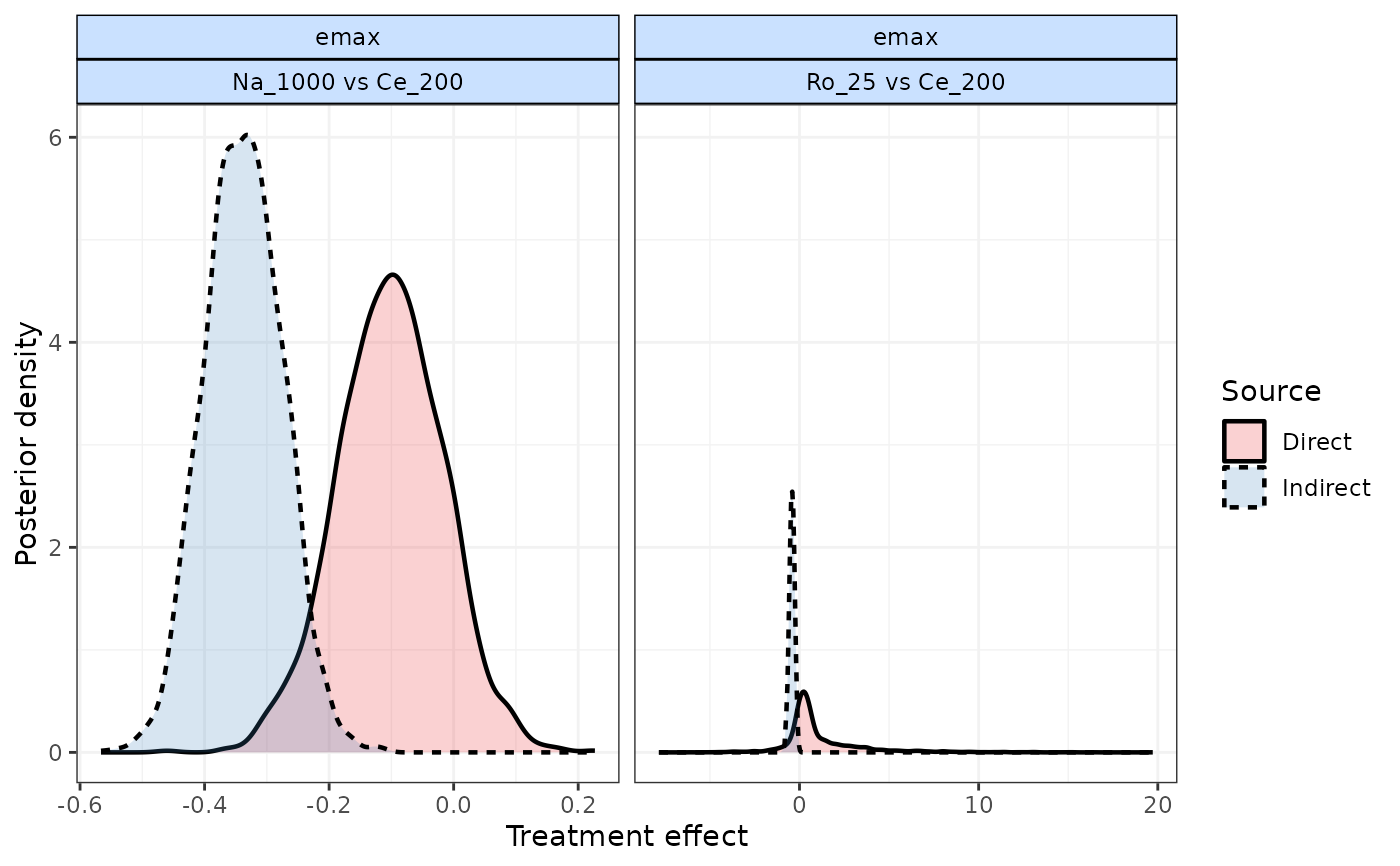 emax
emax
Na_1000 vs Ce_200
Ro_25 vs Ce_200
Posterior density
6
4
2
0
-0.6
-0.4
-0.2
0.0
0.2
0
10
20
Treatment effect
Source
Direct
Indirect